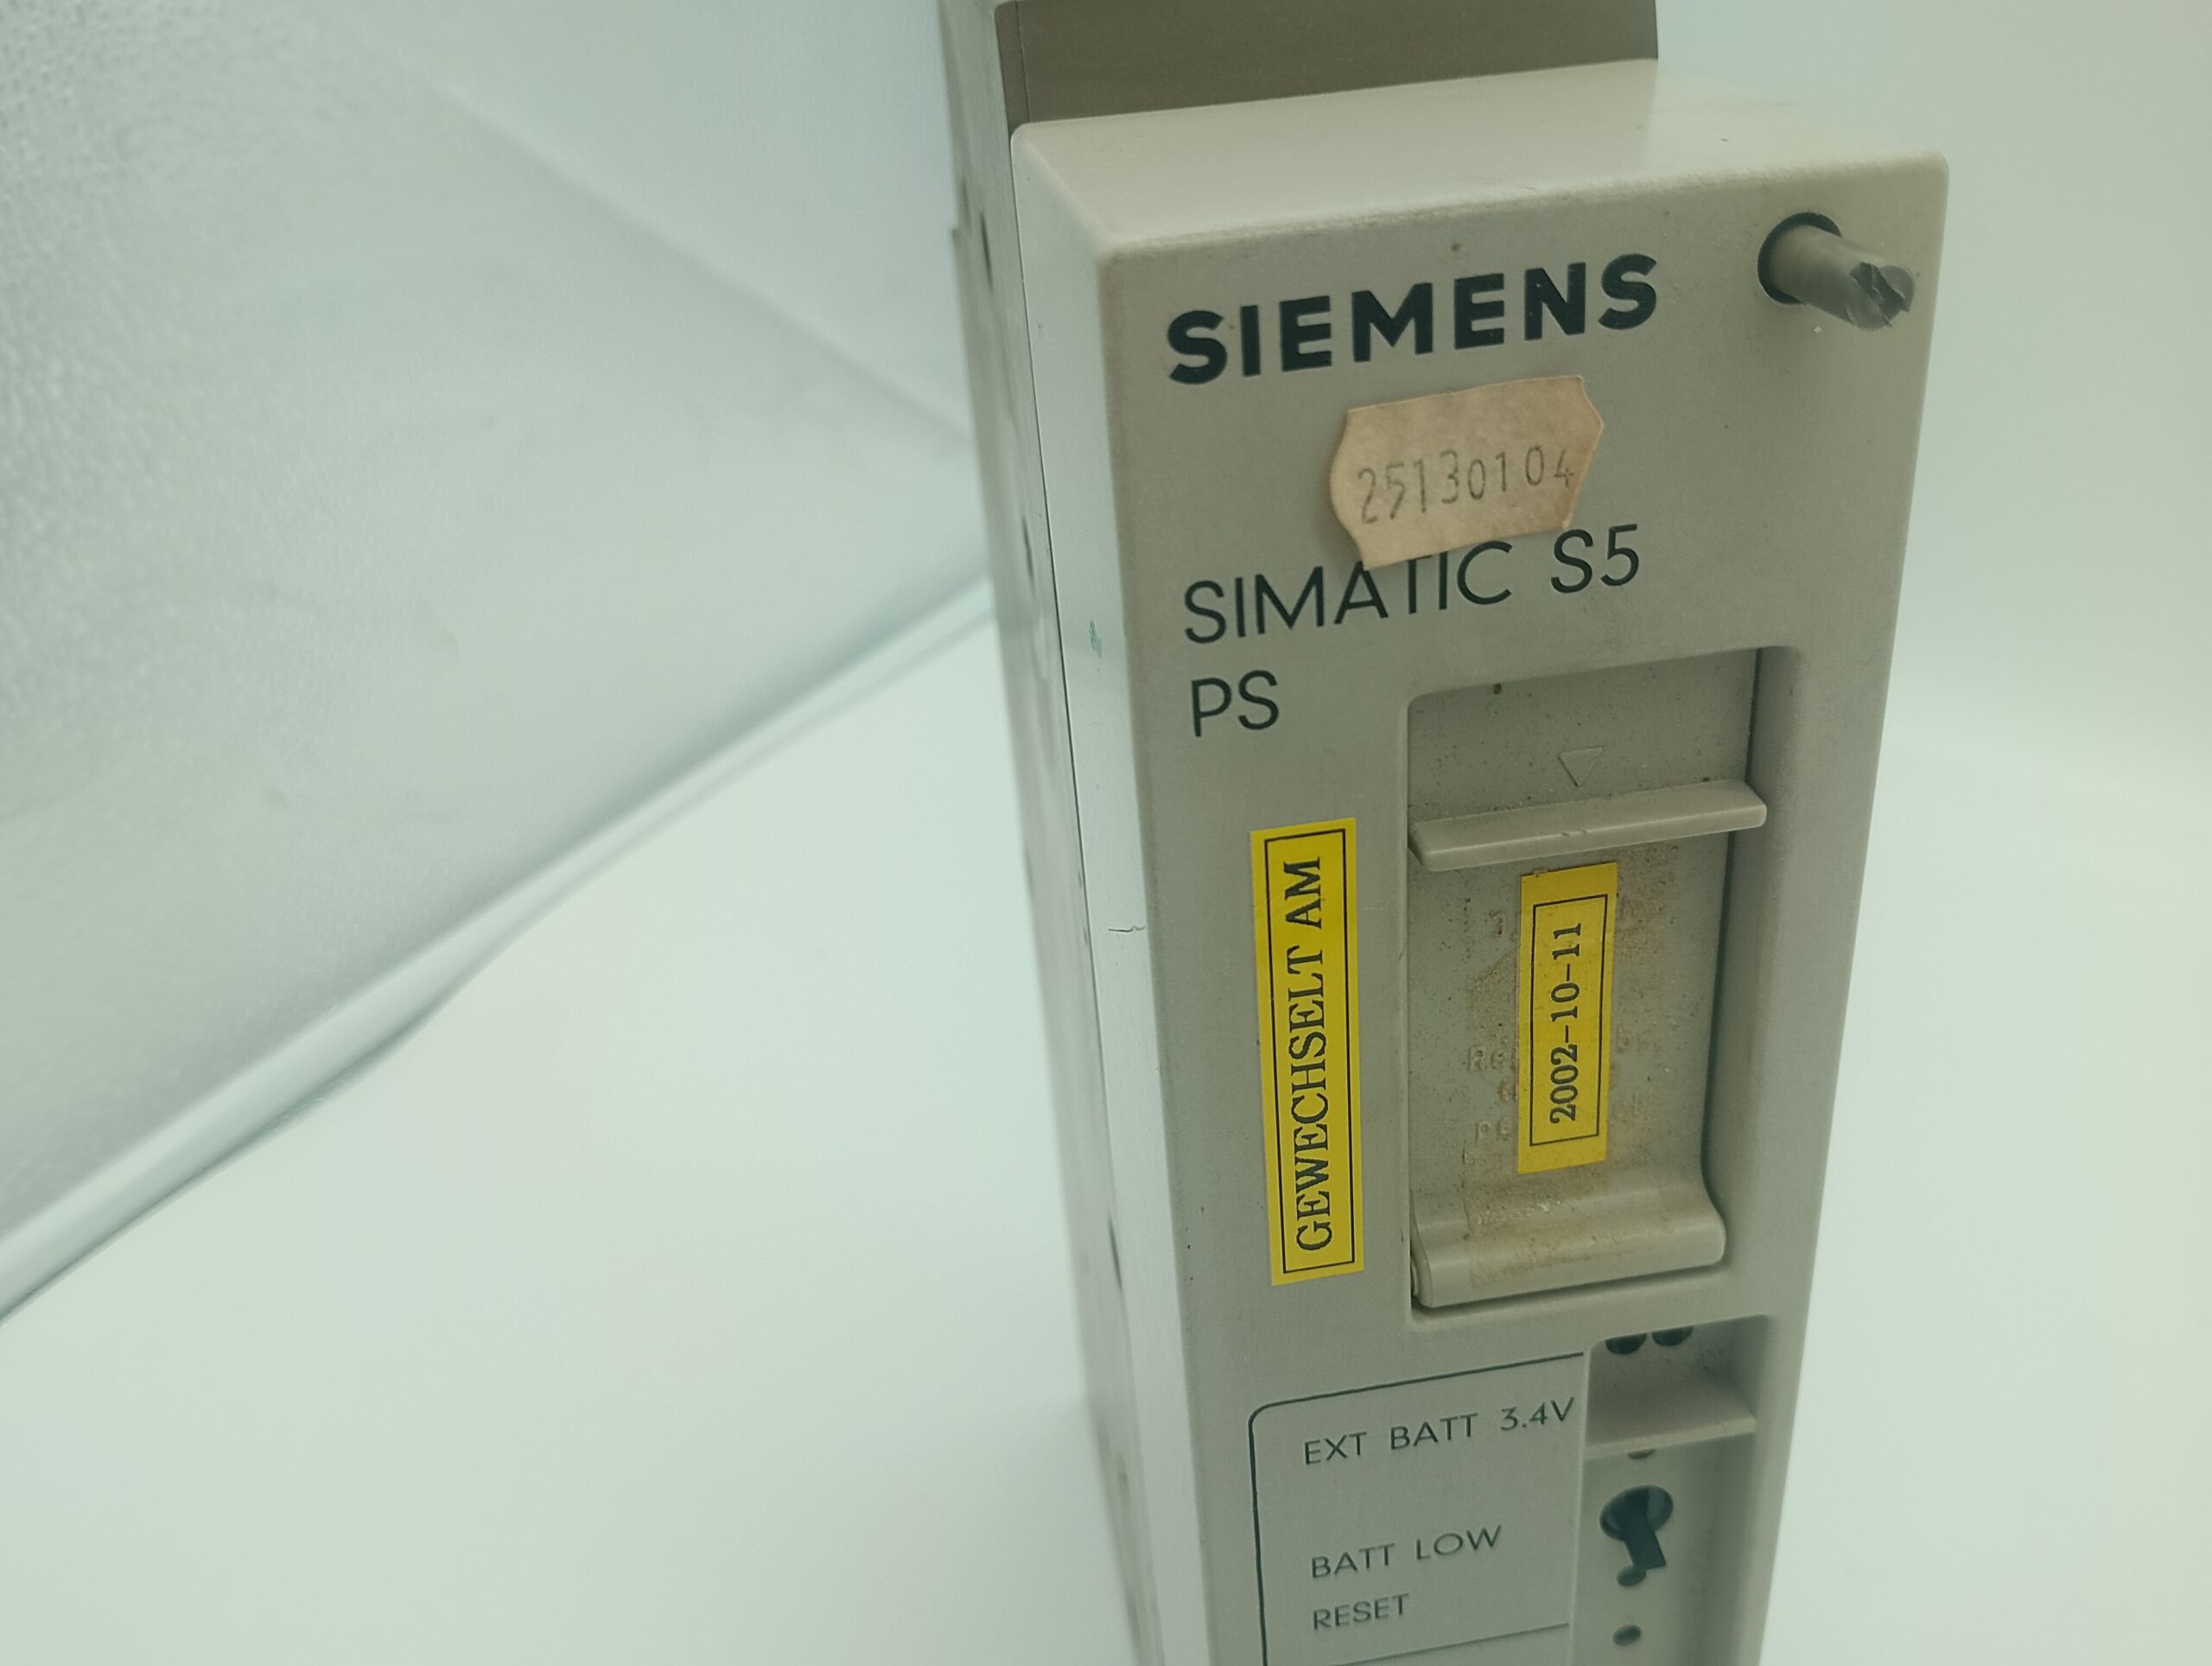 SIEMENS
25130104
SIMATIC S5
PS
GEWECHSELT AM
2002-10-11
EXT BATT 3.4V
BATT LOW
RESET